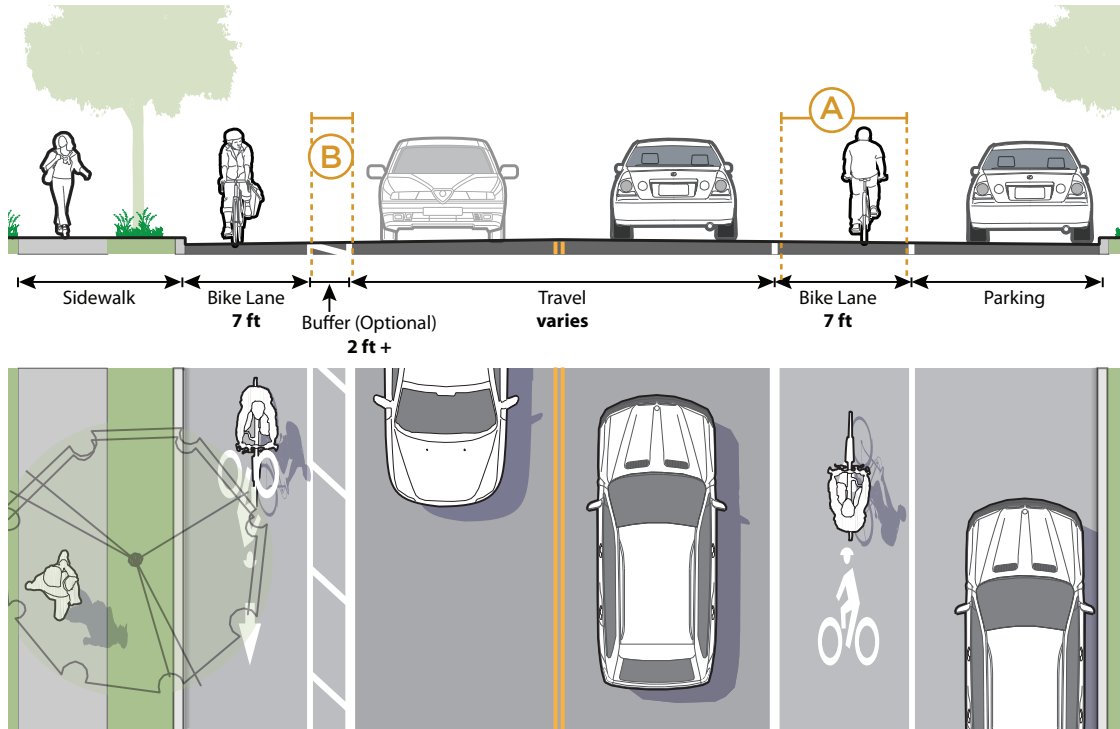 A
B
Sidewalk
Bike Lane
7 ft
Buffer (Optional)
2 ft +
Travel
varies
Bike Lane
7 ft
Parking